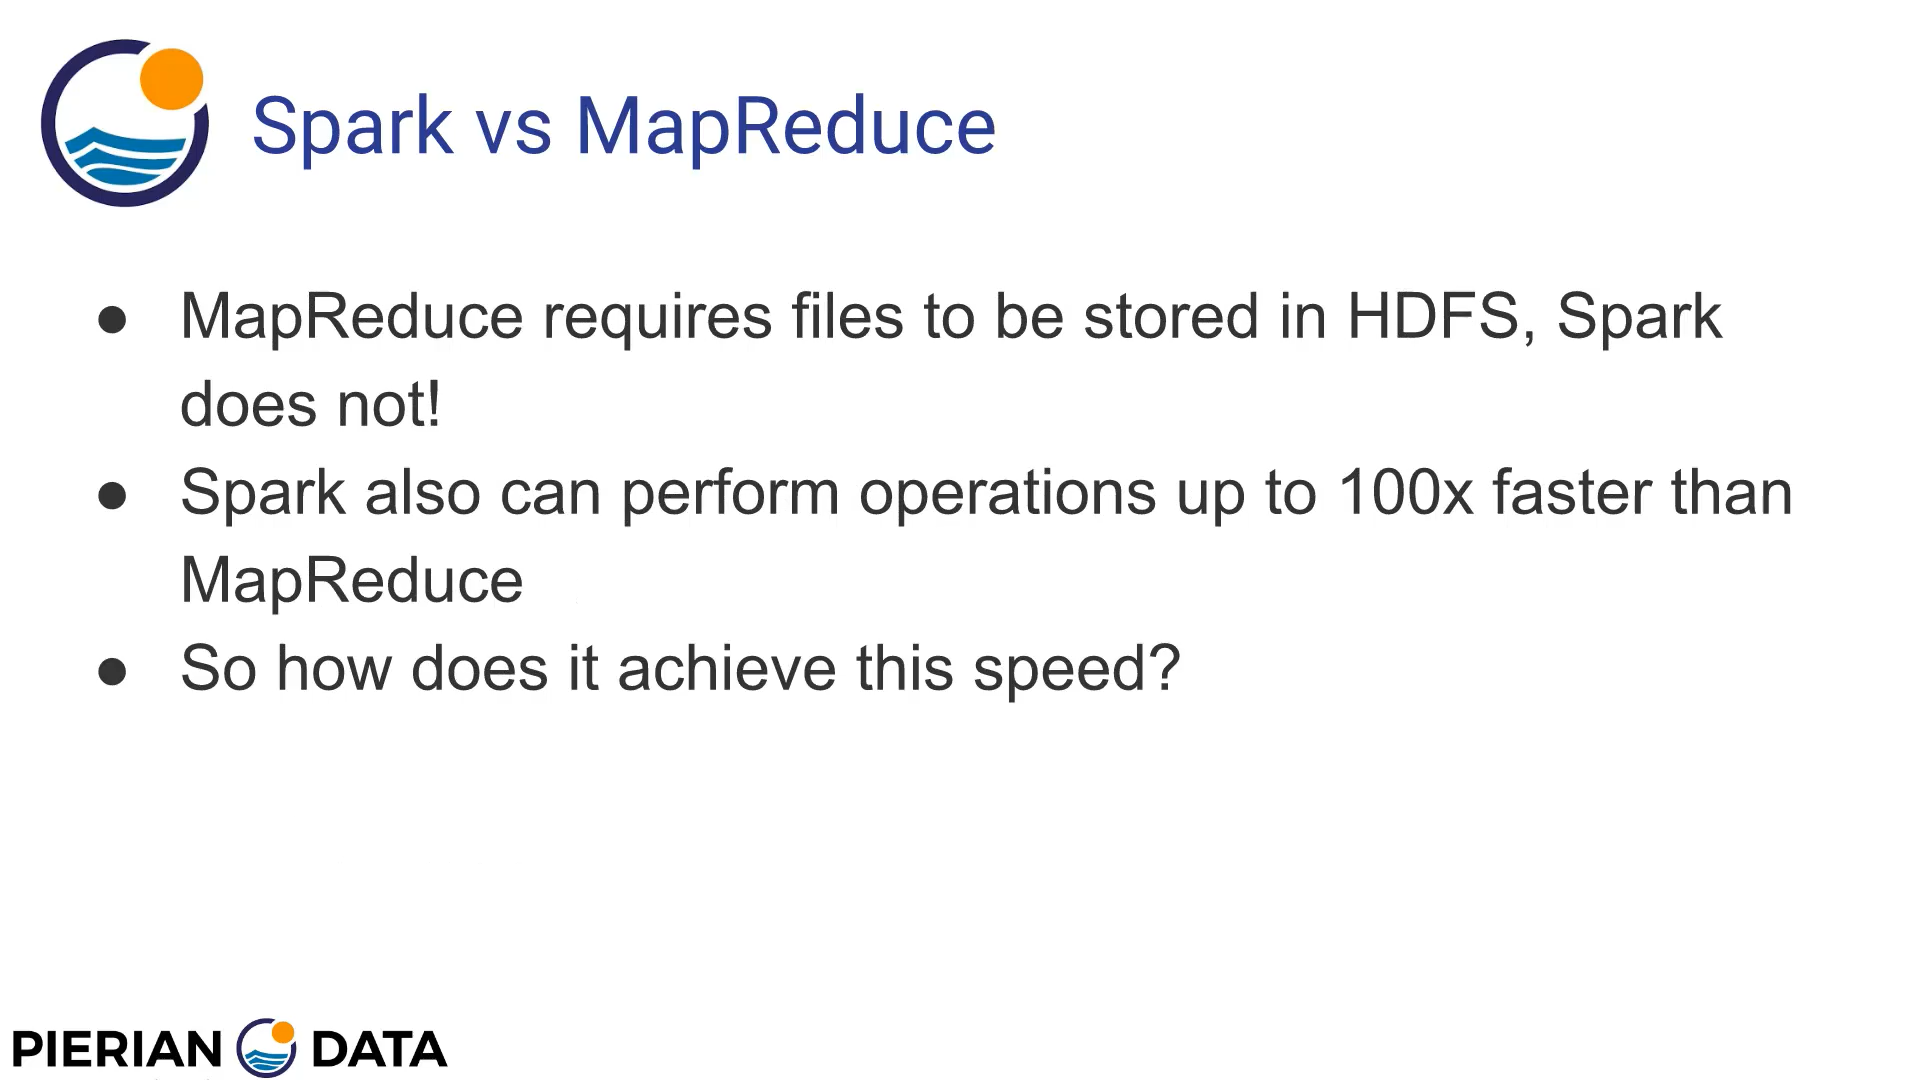 Spark vs MapReduce
● MapReduce requires files to be stored in HDFS, Spark
does not!
● Spark also can perform operations up to 100x faster than
MapReduce
● So how does it achieve this speed?
PIERIAN DATA